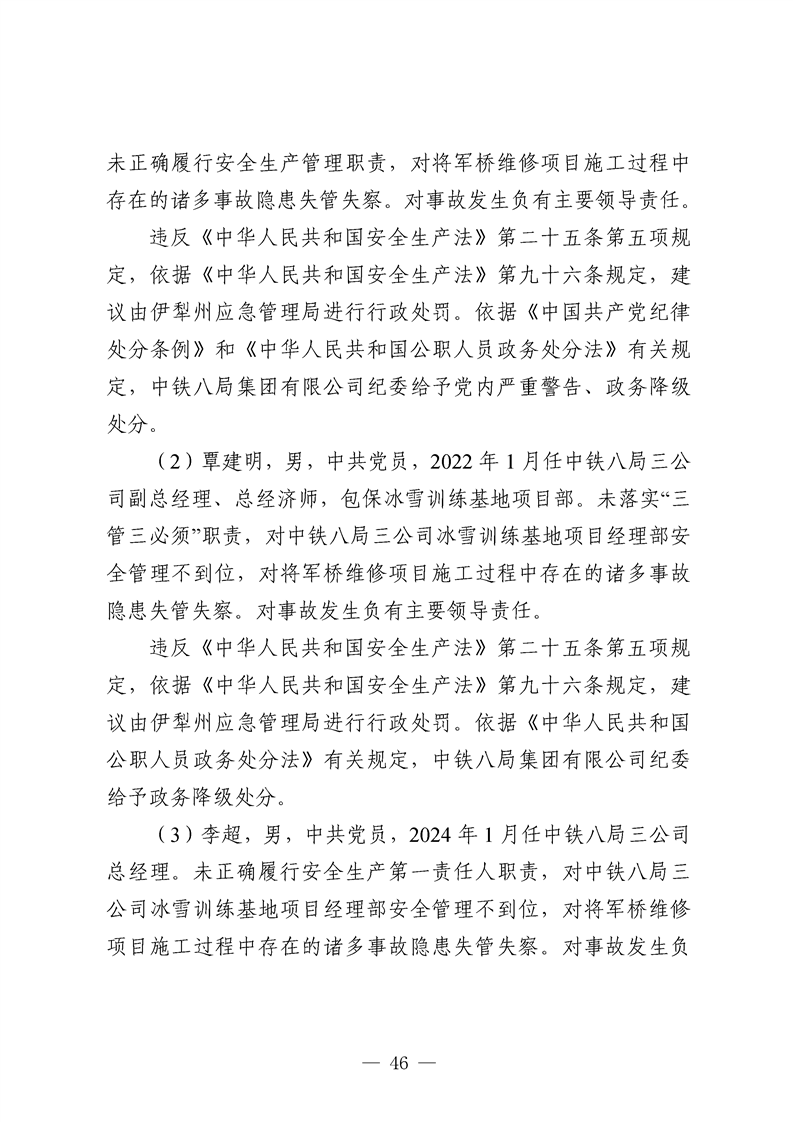 未正确履行安全生产管理职责，对将军桥维修项目施工过程中
存在的诸多事故隐患失管失察。对事故发生负有主要领导责任。
违反《中华人民共和国安全生产法》第二十五条第五项规
定，依据《中华人民共和国安全生产法》第九十六条规定，建
议由伊犁州应急管理局进行行政处罚。依据《中国共产党纪律
处分条例》和《中华人民共和国公职人员政务处分法》有关规
定，中铁八局集团有限公司纪委给予党内严重警告、政务降级
处分。
（2）覃建明，男，中共党员，2022 年 1 月任中铁八局三公
司副总经理、总经济师，包保冰雪训练基地项目部。未落实“三
管三必须”职责，对中铁八局三公司冰雪训练基地项目经理部安
全管理不到位，对将军桥维修项目施工过程中存在的诸多事故
隐患失管失察。对事故发生负有主要领导责任。
违反《中华人民共和国安全生产法》第二十五条第五项规
定，依据《中华人民共和国安全生产法》第九十六条规定，建
议由伊犁州应急管理局进行行政处罚。依据《中华人民共和国
公职人员政务处分法》有关规定，中铁八局集团有限公司纪委
给予政务降级处分。
（3）李超，男，中共党员，2024 年 1 月任中铁八局三公司
总经理。未正确履行安全生产第一责任人职责，对中铁八局三
公司冰雪训练基地项目经理部安全管理不到位，对将军桥维修
项目施工过程中存在的诸多事故隐患失管失察。对事故发生负
— 46 —